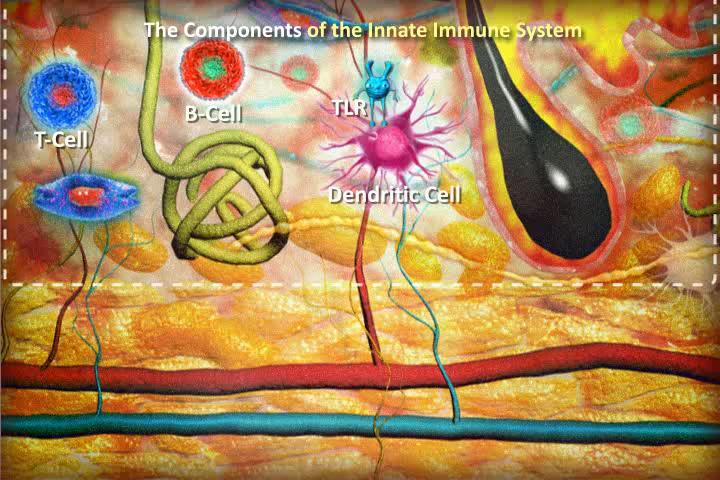 The Components of the Innate Immune System
B-Cell
TLR
T-Cell
Dendritic Cell